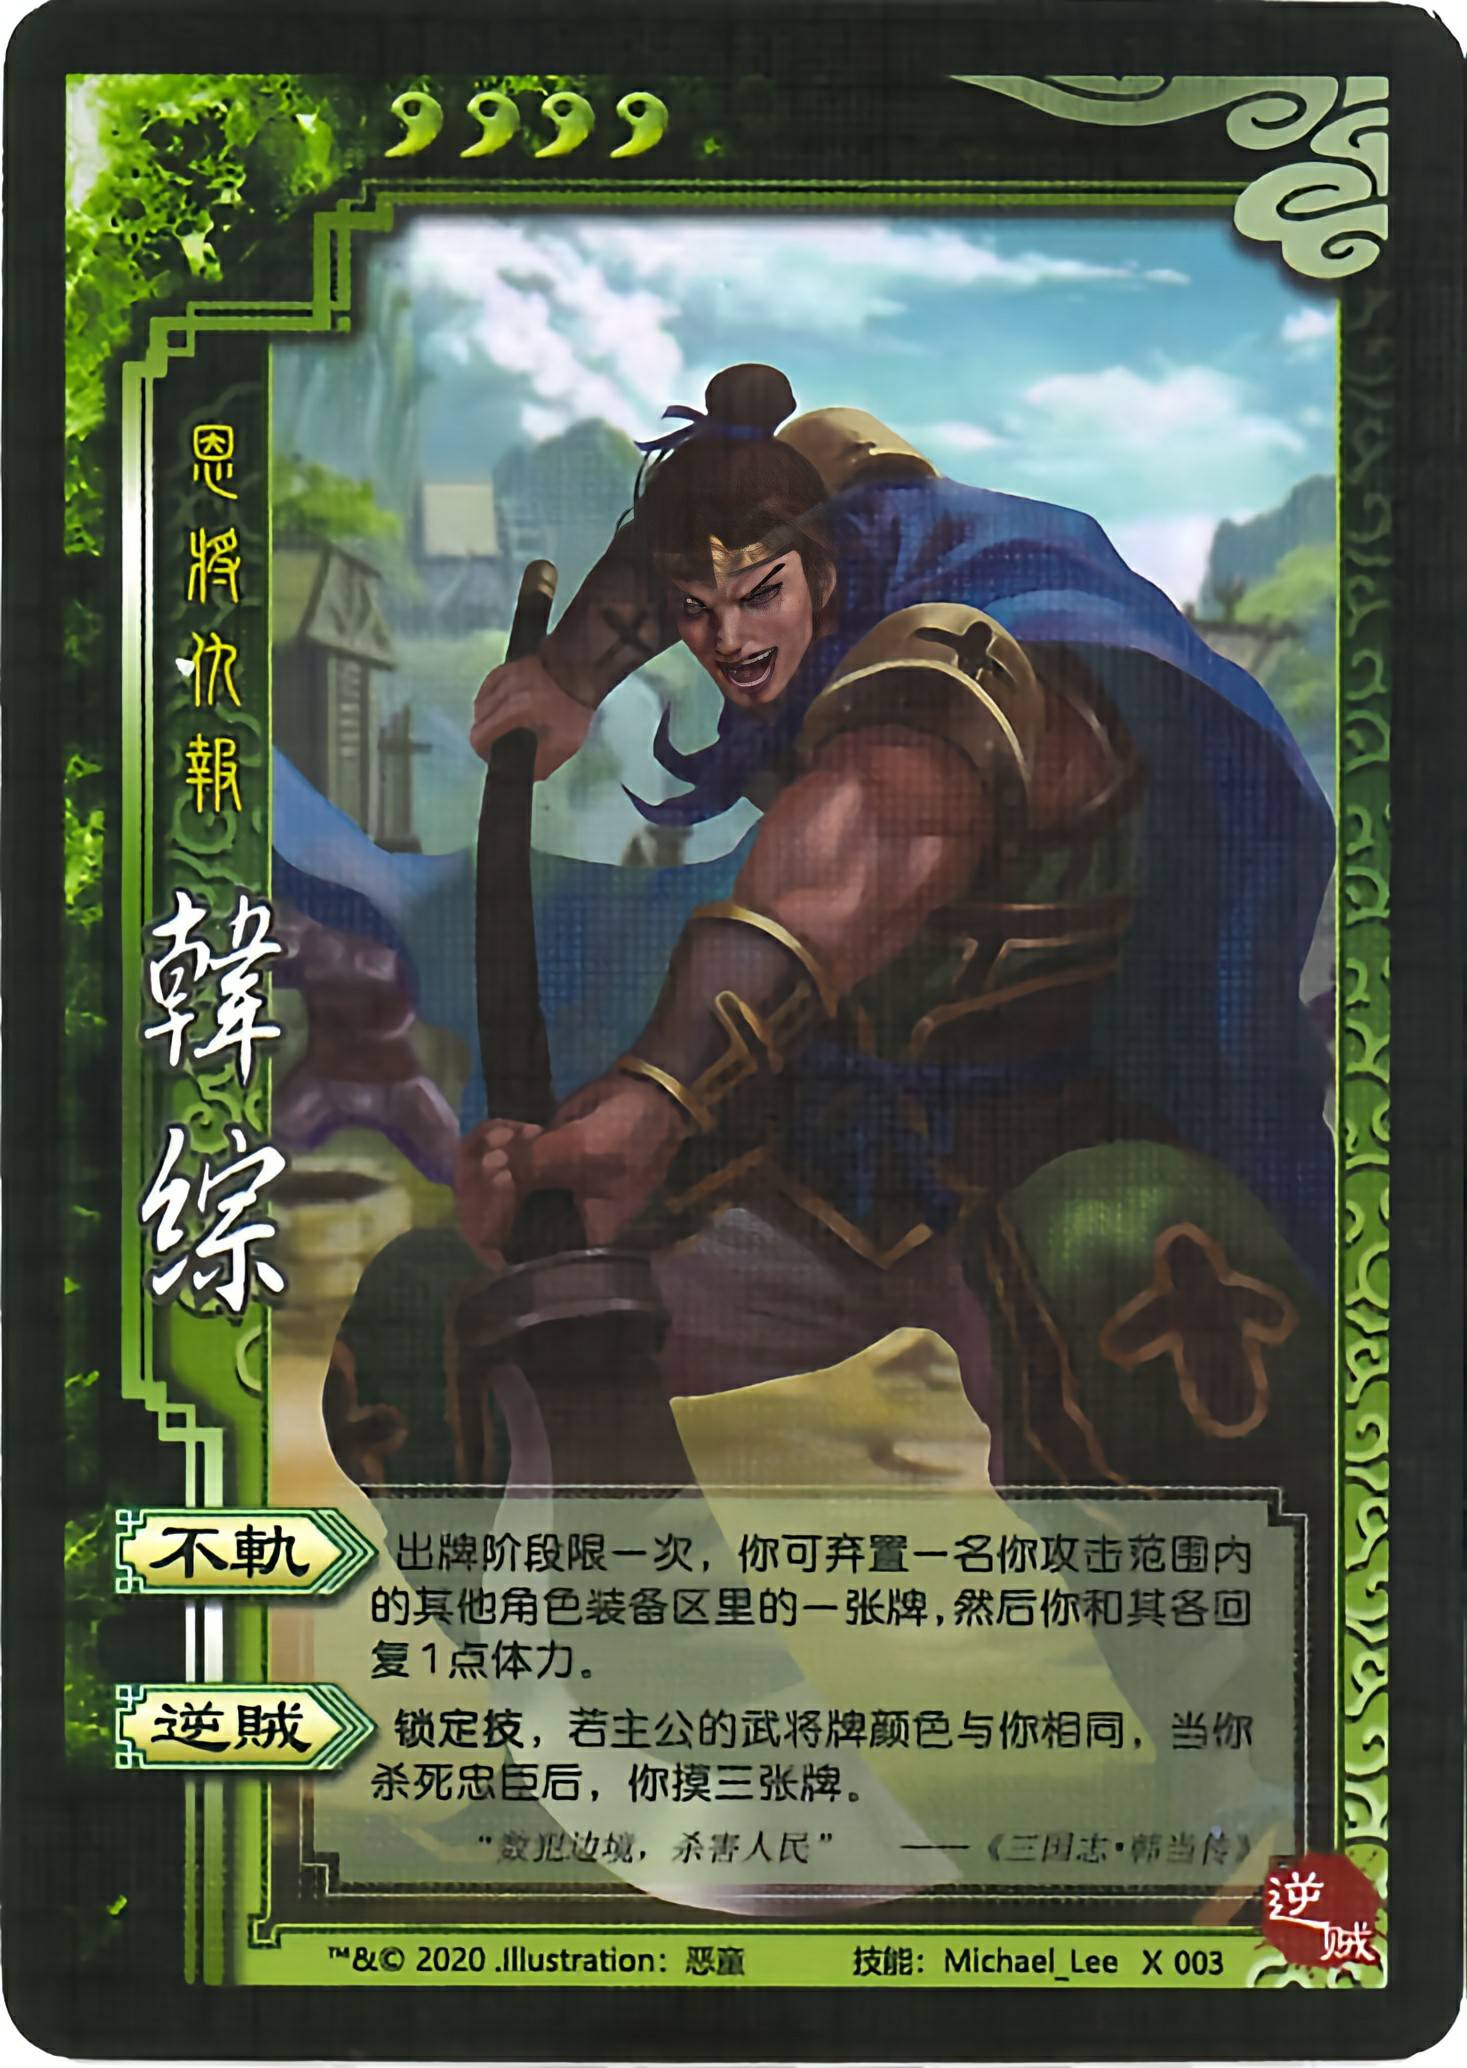 恩將仇報
韓綜
不軌
出牌阶段限一次，你可弃置一名你攻击范围内
的其他角色装备区里的一张牌，然后你和其各回
复1点体力。
逆賊
锁定技，若主公的武将牌颜色与你相同，当你
杀死忠臣后，你摸三张牌。
“数犯边境，杀害人民” ——《三国志·韩当传》
逆賊
™&© 2020 .Illustration: 恶童 技能: Michael_Lee X 003